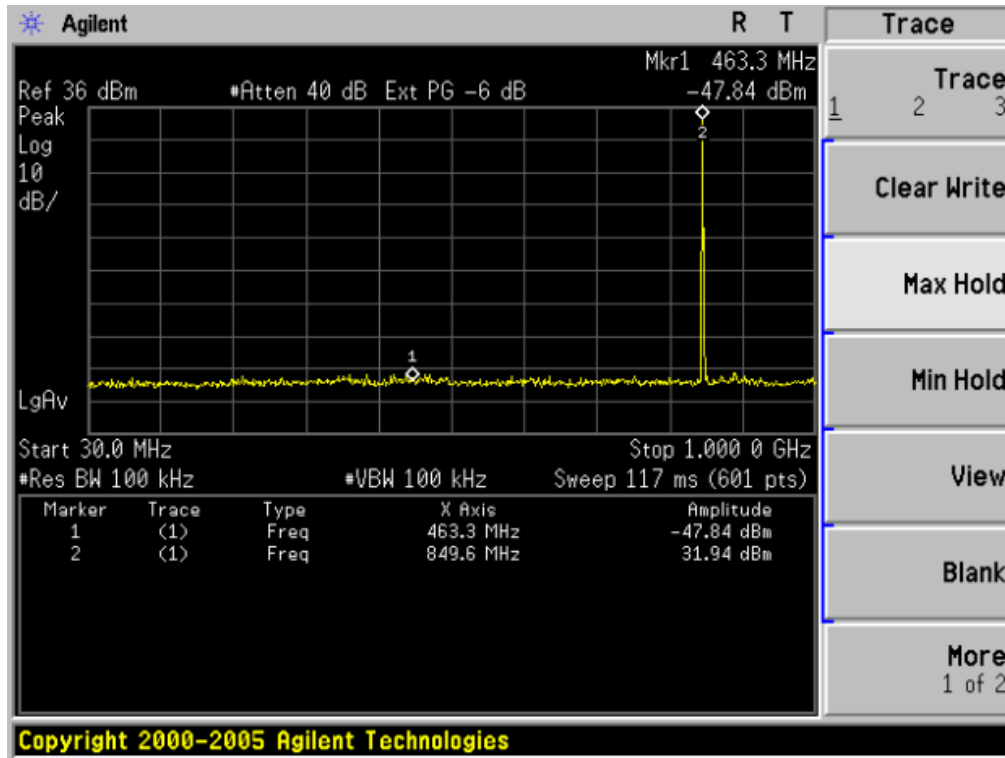 Agilent R T Trace
Mkr1 463.3 MHz
Ref 36 dBm #Atten 40 dB Ext PG -6 dB -47.84 dBm
Peak
Log
10
dB/
2
1
LgAv
Start 30.0 MHz Stop 1.000 0 GHz
#Res BW 100 kHz #VBW 100 kHz Sweep 117 ms (601 pts)
Marker Trace Type X Axis Amplitude
1 (1) Freq 463.3 MHz -47.84 dBm
2 (1) Freq 849.6 MHz 31.94 dBm
Trace
1 2 3
Clear Write
Max Hold
Min Hold
View
Blank
More
1 of 2
Copyright 2000-2005 Agilent Technologies